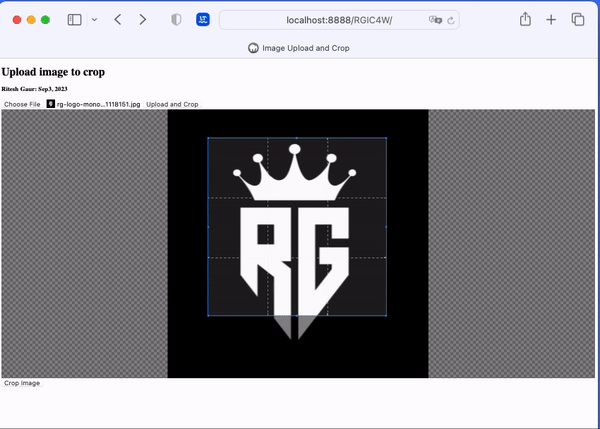 localhost:8888/RGIC4W/
Image Upload and Crop
Upload image to crop
Ritesh Gaur: Sep3, 2023
Choose File rg-logo-mono...1118151.jpg Upload and Crop
RG
Crop Image